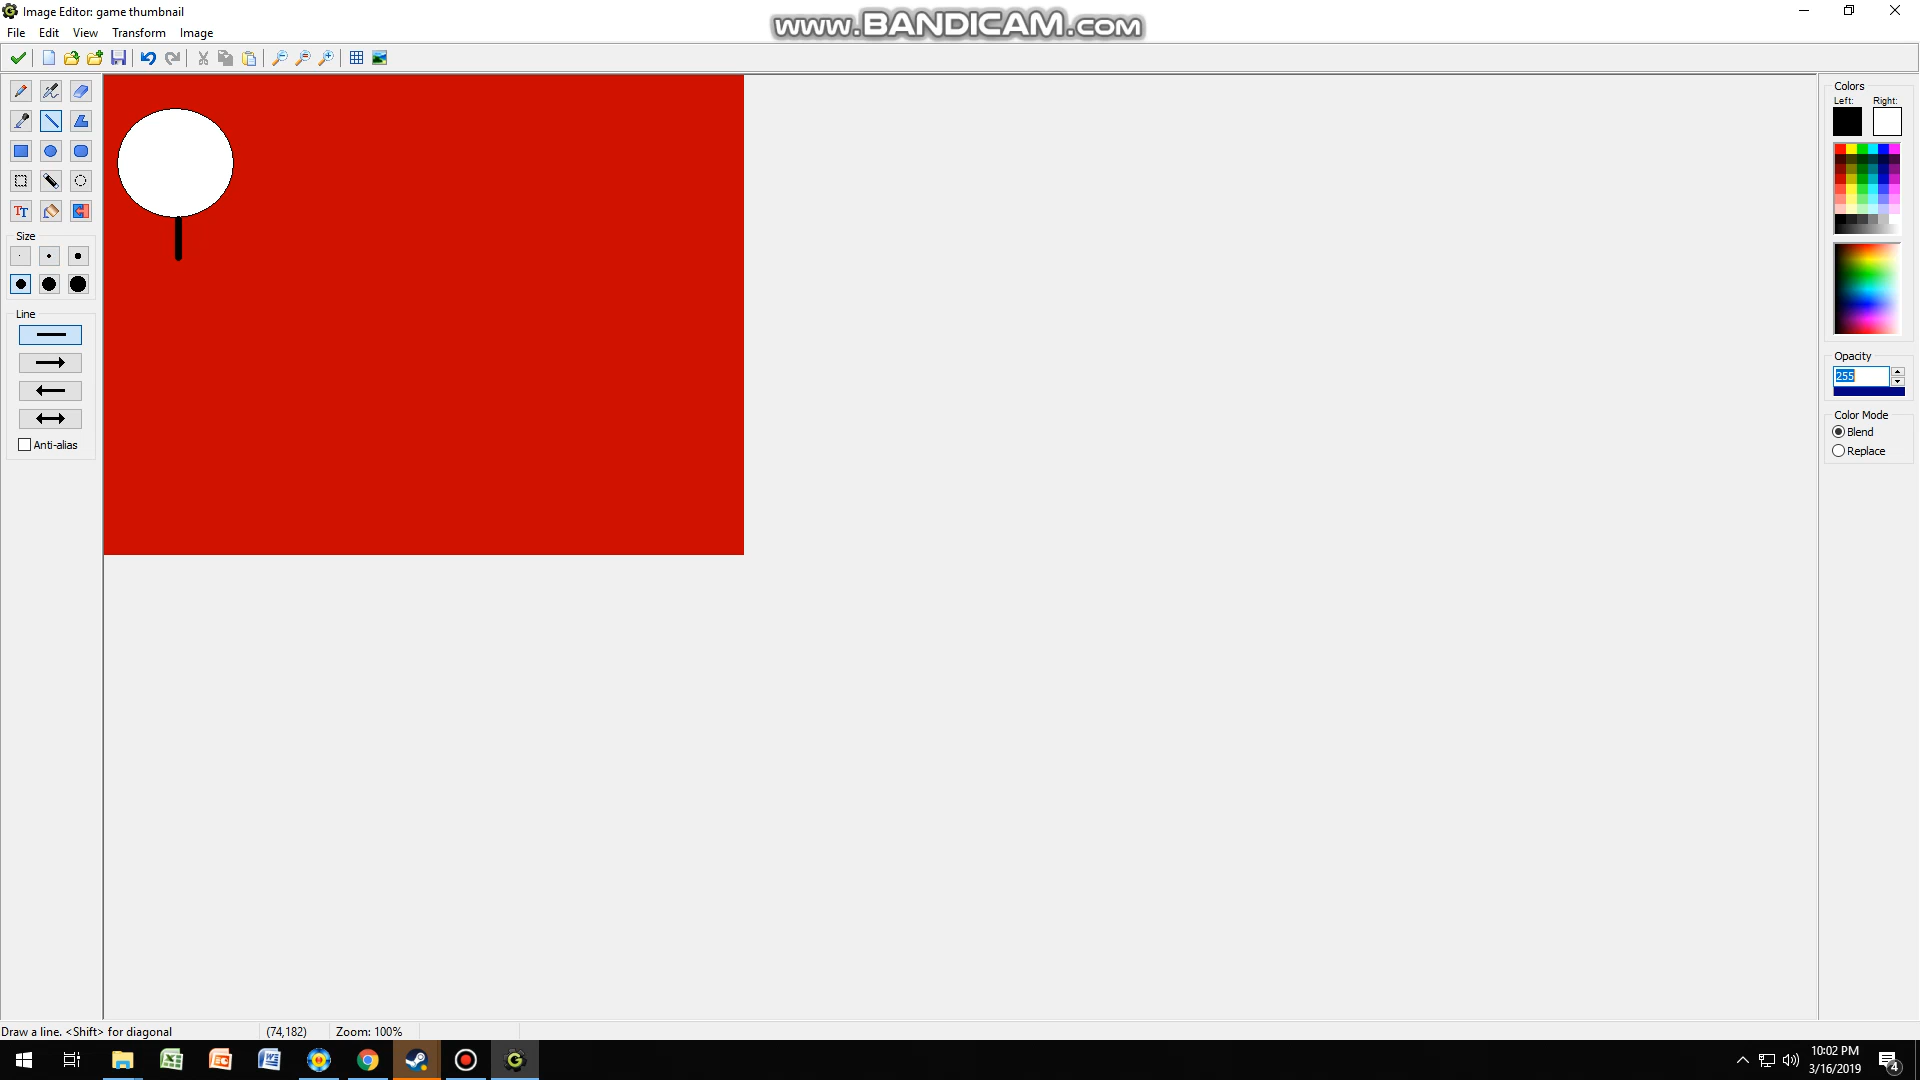 Image Editor: game thumbnail
www.BANDICAM.com
File Edit View Transform Image
Colors
Left: Right:
TT
Size
Line
Anti-alias
Opacity
255
Color Mode
Blend
Replace
Draw a line. <Shift> for diagonal (74,182) Zoom: 100%
10:02 PM
3/16/2019
4